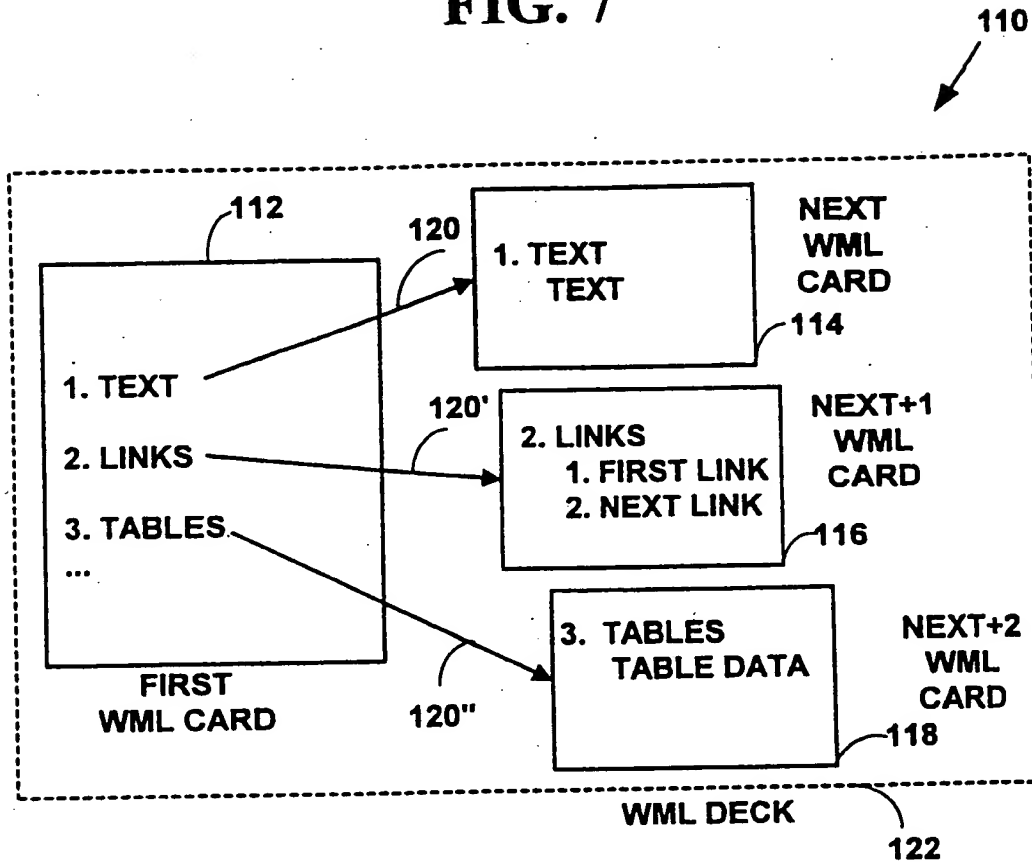 FIG. 7
110
112
120
1. TEXT
TEXT
NEXT
WML
CARD
114
1. TEXT
2. LINKS
3. TABLES
...
120'
2. LINKS
1. FIRST LINK
2. NEXT LINK
NEXT+1
WML
CARD
116
3. TABLES
TABLE DATA
NEXT+2
WML
CARD
118
FIRST
WML CARD
120"
WML DECK
122